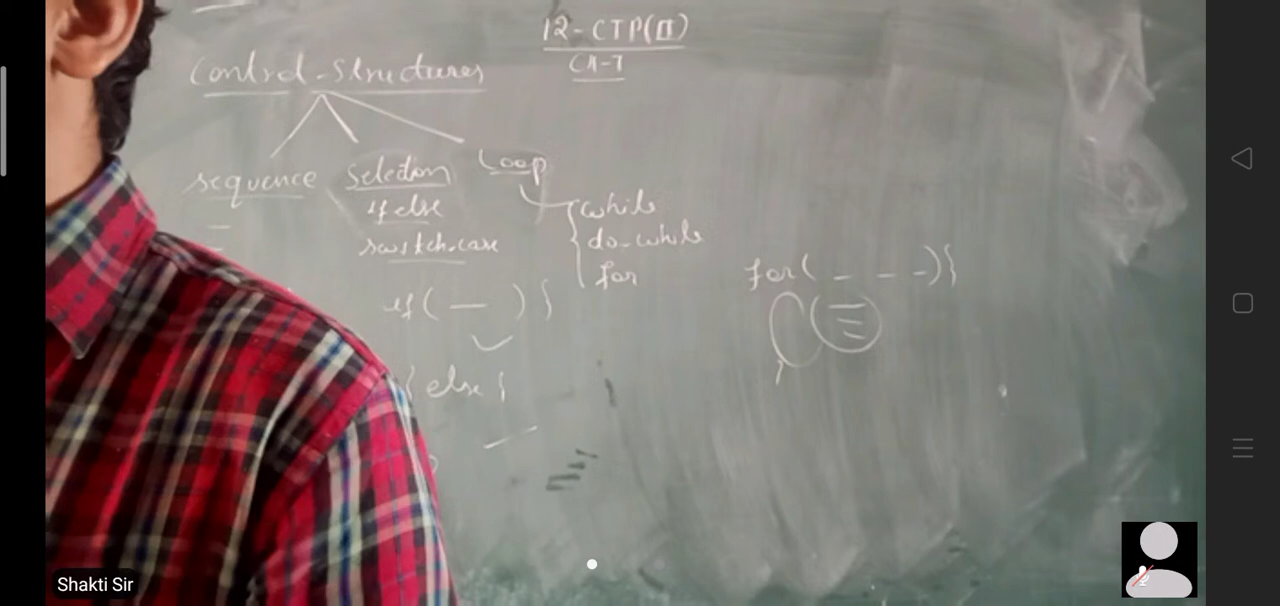 12-CTP(II)
CH-7
Control-Structures
sequence Selection Loop
if else
switch-case
while
do-while
for
if( — ) {
} else {
for( - - - ) {
Shakti Sir